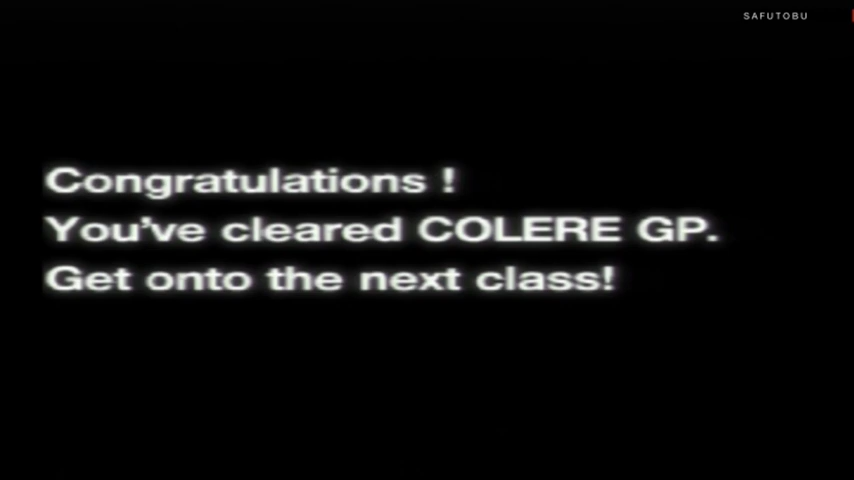 SAFUTOBU
Congratulations !
You've cleared COLERE GP.
Get onto the next class!